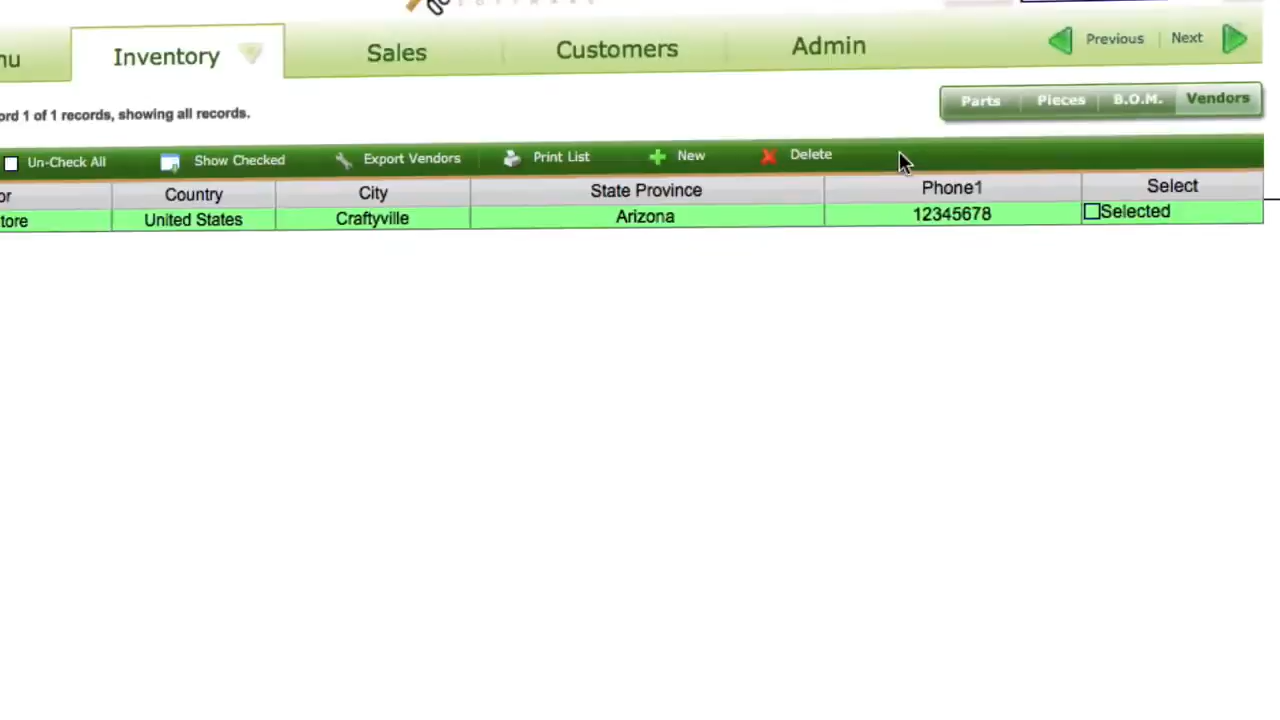 Inventory Sales Customers Admin Previous Next
1 of 1 records, showing all records.
Parts Pieces B.O.M. Vendors
Un-Check All Show Checked Export Vendors Print List New Delete
Country City State Province Phone1 Select
United States Craftyville Arizona 12345678 Selected